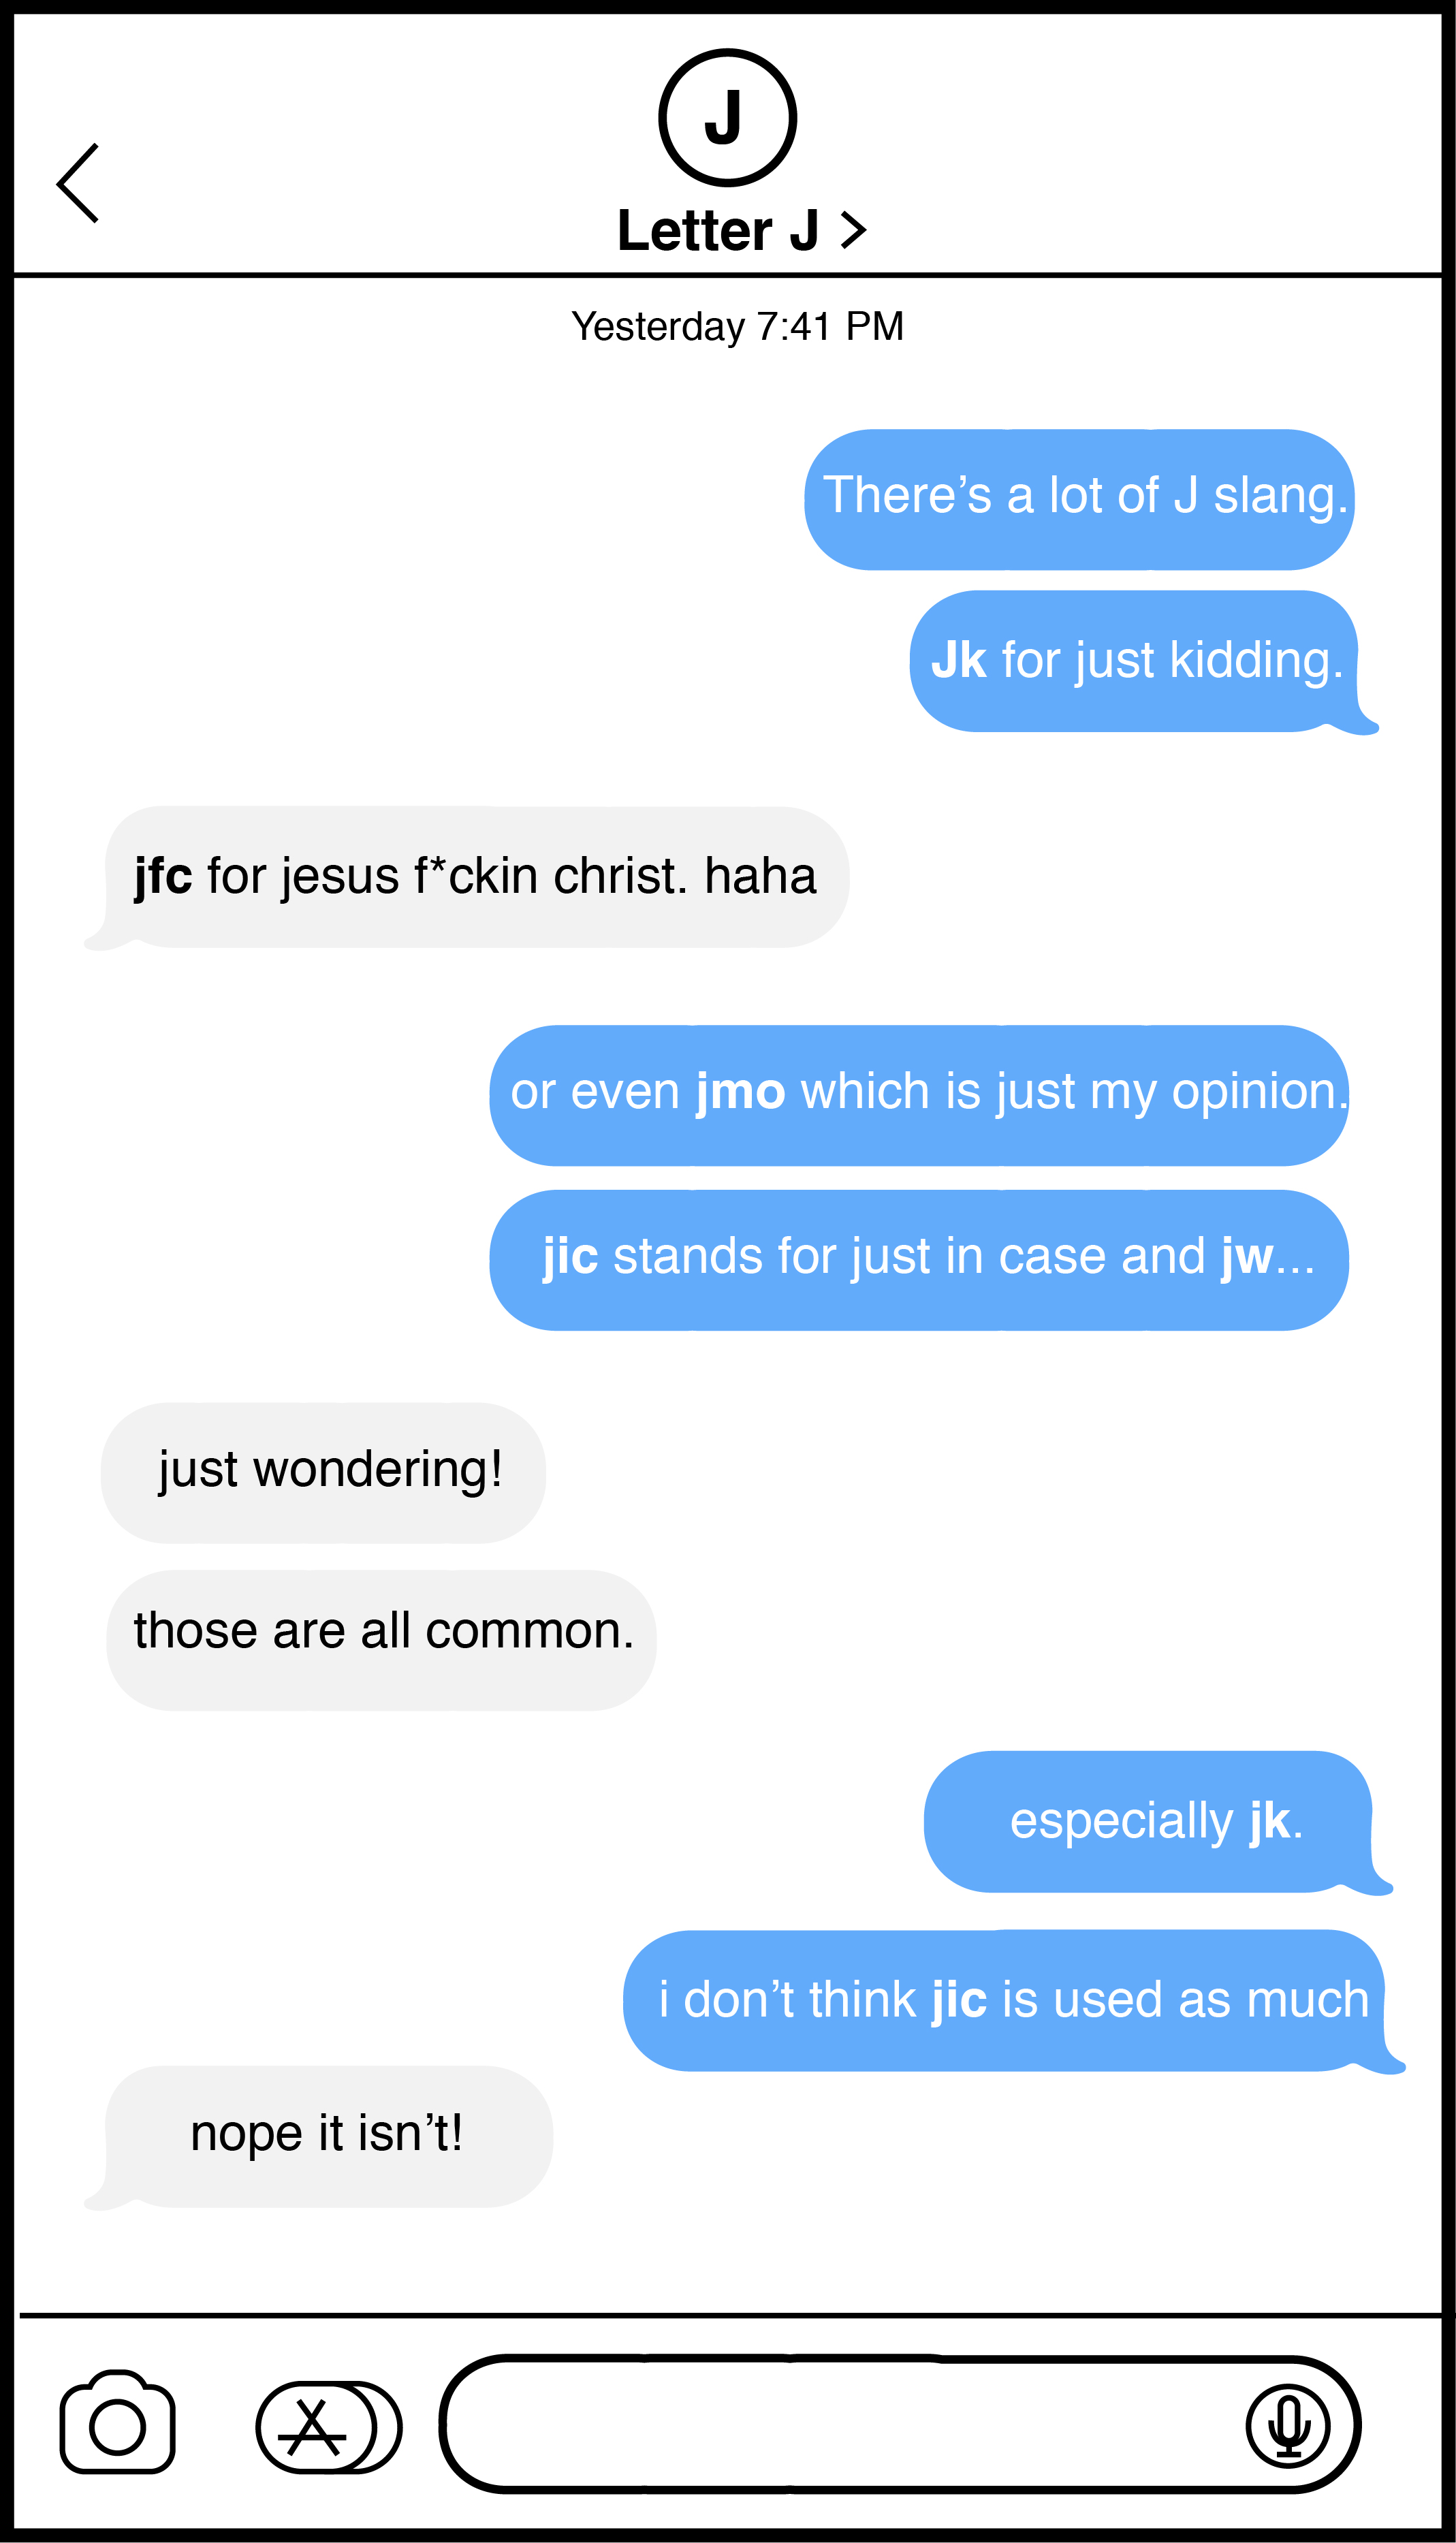 J
Letter J >
Yesterday 7:41 PM
There’s a lot of J slang.
Jk for just kidding.
jfc for jesus f*ckin christ. haha
or even jmo which is just my opinion.
jic stands for just in case and jw...
just wondering!
those are all common.
especially jk.
i don’t think jic is used as much
nope it isn’t!